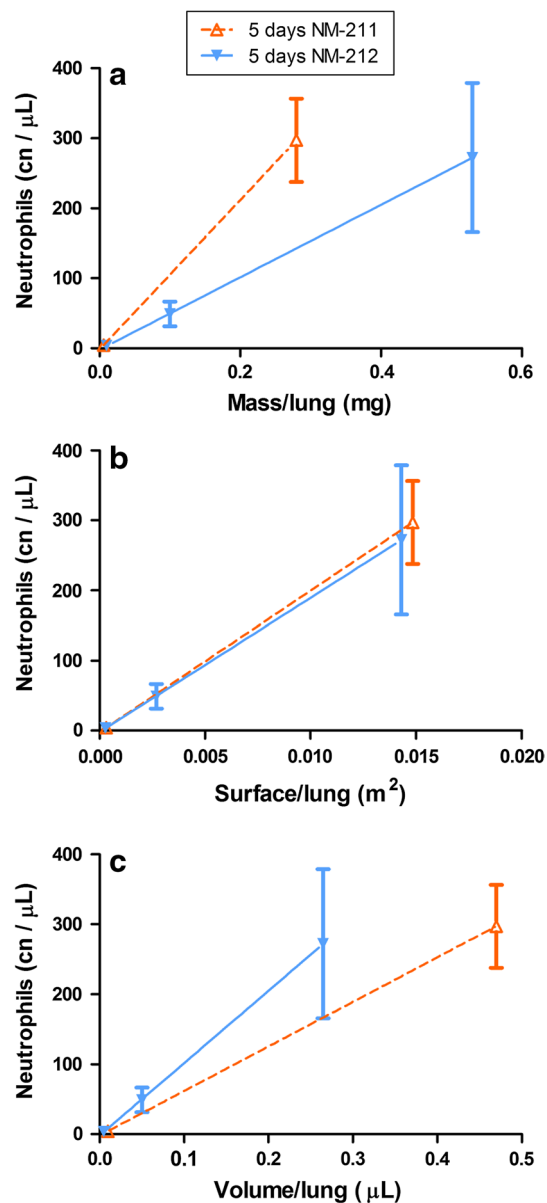 5 days NM-211
5 days NM-212
a
Neutrophils (cn / μL)
400
300
200
100
0
0.0 0.2 0.4 0.6
Mass/lung (mg)
b
Neutrophils (cn / μL)
400
300
200
100
0
0.000 0.005 0.010 0.015 0.020
Surface/lung (m²)
c
Neutrophils (cn / μL)
400
300
200
100
0
0.0 0.1 0.2 0.3 0.4 0.5
Volume/lung ( μL)